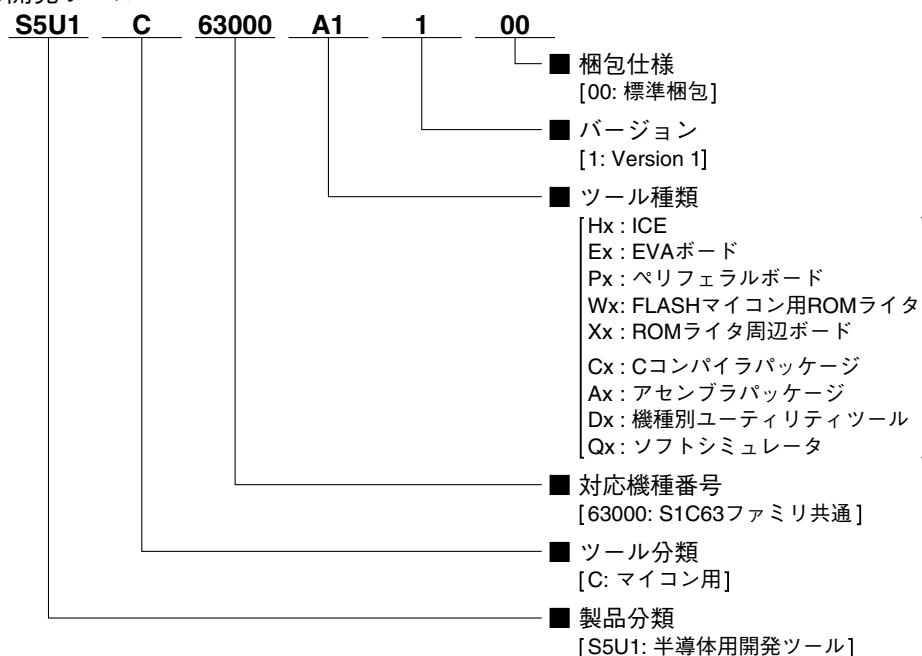 S5U1 C 63000 A1 1 00
■ 梱包仕様
[00: 標準梱包]
■ バージョン
[1: Version 1]
■ ツール種類
Hx : ICE
Ex : EVAボード
Px : ペリフェラルボード
Wx: FLASHマイコン用ROMライタ
Xx : ROMライタ周辺ボード
Cx : Cコンパイラパッケージ
Ax : アセンブラパッケージ
Dx : 機種別ユーティリティツール
Qx : ソフトシミュレータ
■ 対応機種番号
[63000: S1C63ファミリ共通]
■ ツール分類
[C: マイコン用]
■ 製品分類
[S5U1: 半導体用開発ツール]